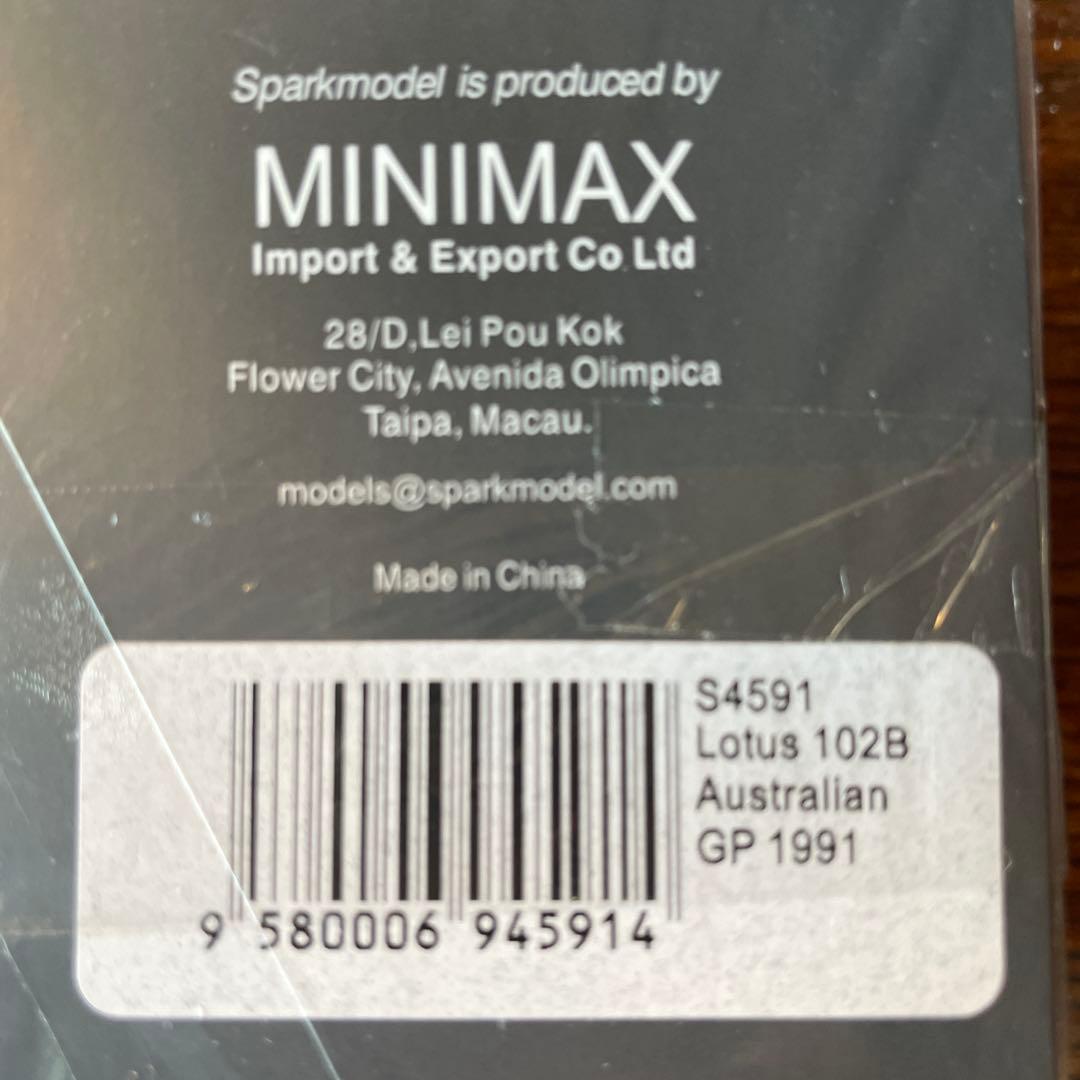 Sparkmodel is produced by
MINIMAX
Import & Export Co Ltd
28/D,Lei Pou Kok
Flower City, Avenida Olimpica
Taipa, Macau.
models@sparkmodel.com
Made in China
S4591
Lotus 102B
Australian
GP 1991
9 580006 945914